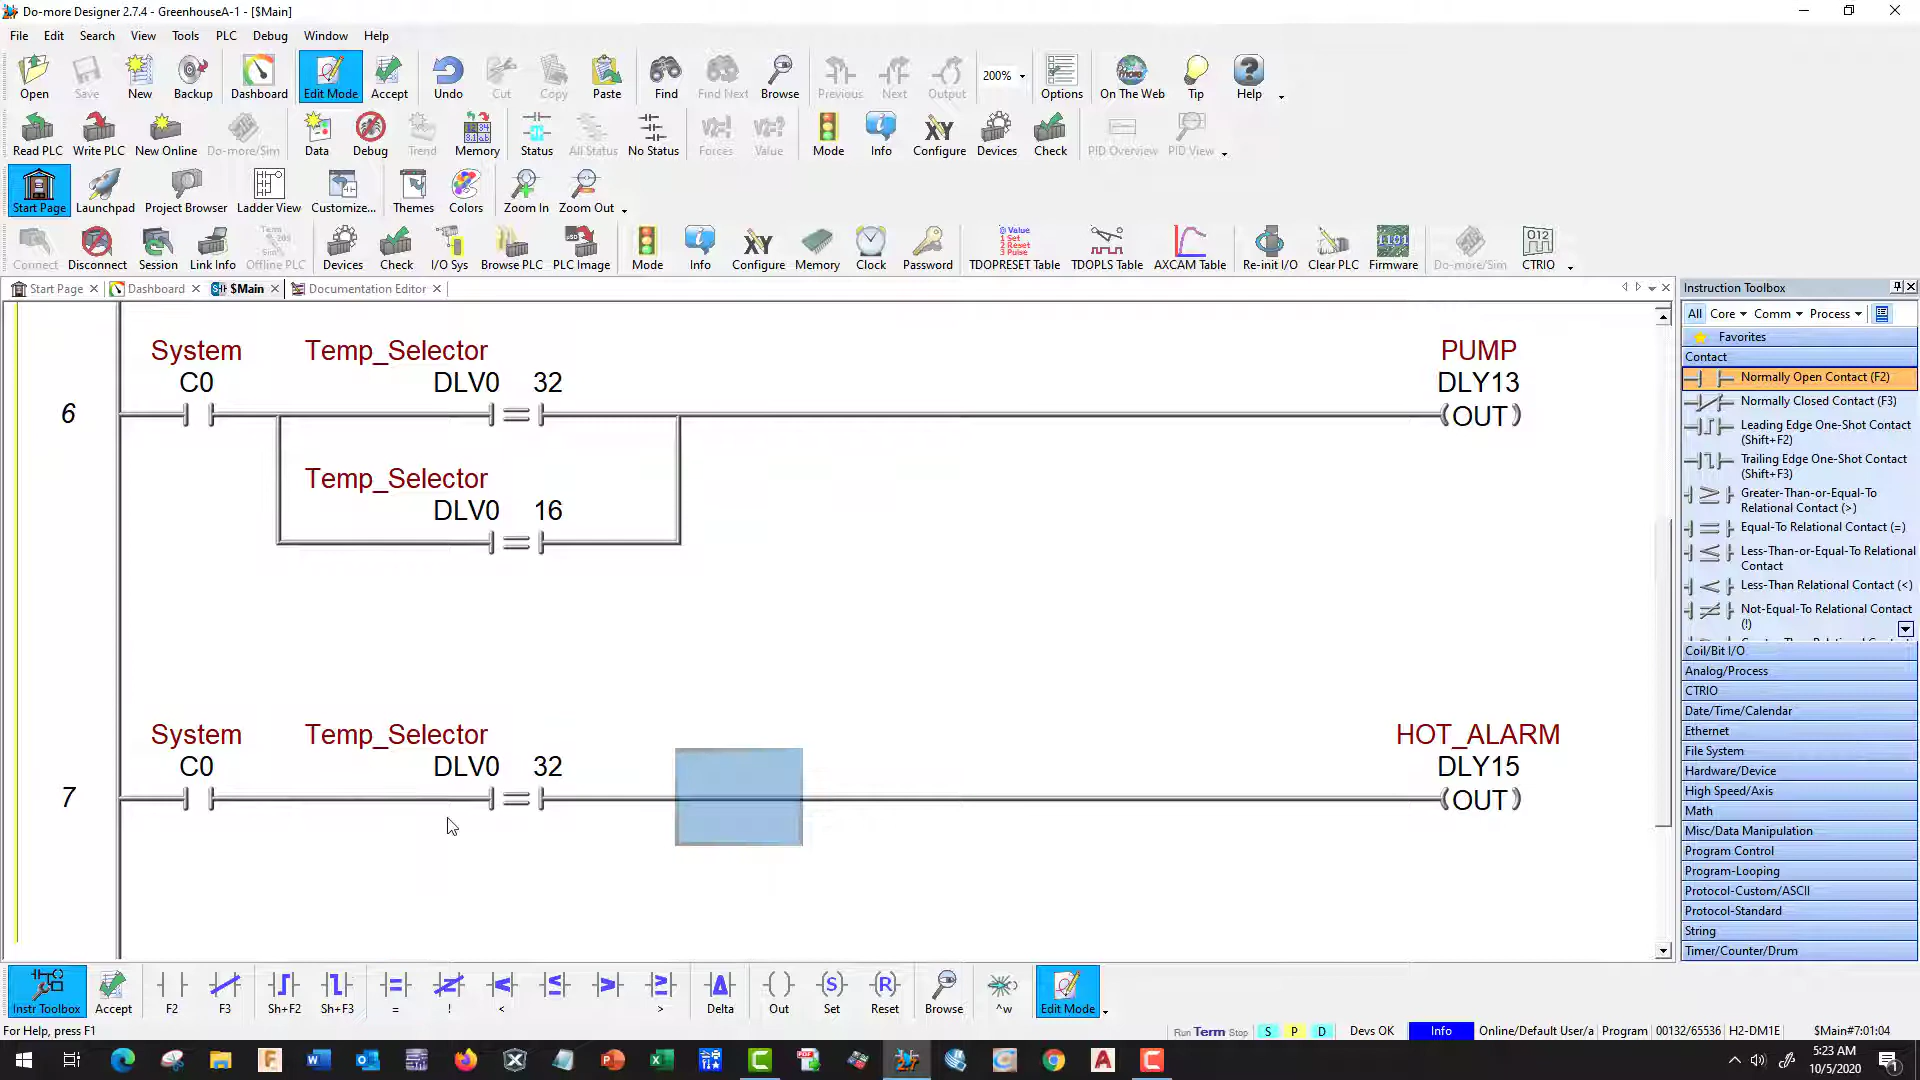 Do-more Designer 2.7.4 - GreenhouseA-1 - [$Main]
File Edit Search View Tools PLC Debug Window Help
Open Save New Backup Dashboard Edit Mode Accept Undo Cut Copy Paste Find Find Next Browse Previous Next Output 200% Options On The Web Tip Help
Read PLC Write PLC New Online Do-more/Sim Data Debug Trend Memory Status All Status No Status Forces Value Mode Info Configure Devices Check PID Overview PID View
Start Page Launchpad Project Browser Ladder View Customize... Themes Colors Zoom In Zoom Out
Connect Disconnect Session Link Info Offline PLC Devices Check I/O Sys Browse PLC PLC Image Mode Info Configure Memory Clock Password TDOPRESET Table TDOPLS Table AXCAM Table Re-init I/O Clear PLC Firmware Do-more/Sim CTRIO
Start Page Dashboard $Main Documentation Editor
System Temp_Selector PUMP
C0 DLV0 32 DLY13
6 OUT
Temp_Selector
DLV0 16
System Temp_Selector HOT_ALARM
C0 DLV0 32 DLY15
7 OUT
Instruction Toolbox
All Core Comm Process
Favorites
Contact
Normally Open Contact (F2)
Normally Closed Contact (F3)
Leading Edge One-Shot Contact
(Shift+F2)
Trailing Edge One-Shot Contact
(Shift+F3)
Greater-Than-or-Equal-To
Relational Contact (>)
Equal-To Relational Contact (=)
Less-Than-or-Equal-To Relational
Contact
Less-Than Relational Contact (<)
Not-Equal-To Relational Contact
(!)
Coil/Bit I/O
Analog/Process
CTRIO
Date/Time/Calendar
Ethernet
File System
Hardware/Device
High Speed/Axis
Math
Misc/Data Manipulation
Program Control
Program-Looping
Protocol-Custom/ASCII
Protocol-Standard
String
Timer/Counter/Drum
Instr Toolbox Accept F2 F3 Sh+F2 Sh+F3 = ! < > Delta Out Set Reset Browse ^w Edit Mode
For Help, press F1 Run Term Stop S P D Devs OK Info Online/Default User/a Program 00132/65536 H2-DM1E $Main#7:01:04
5:23 AM
10/5/2020